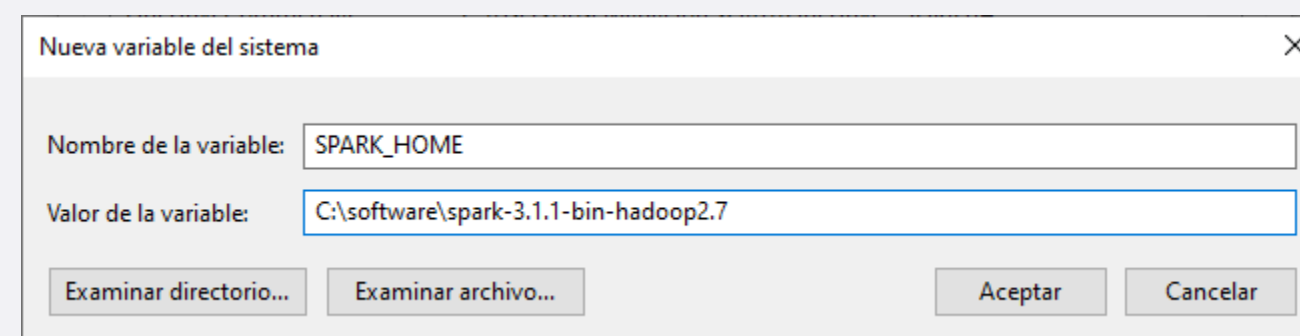 Nueva variable del sistema
Nombre de la variable: SPARK_HOME
Valor de la variable: C:\software\spark-3.1.1-bin-hadoop2.7
Examinar directorio... Examinar archivo... Aceptar Cancelar